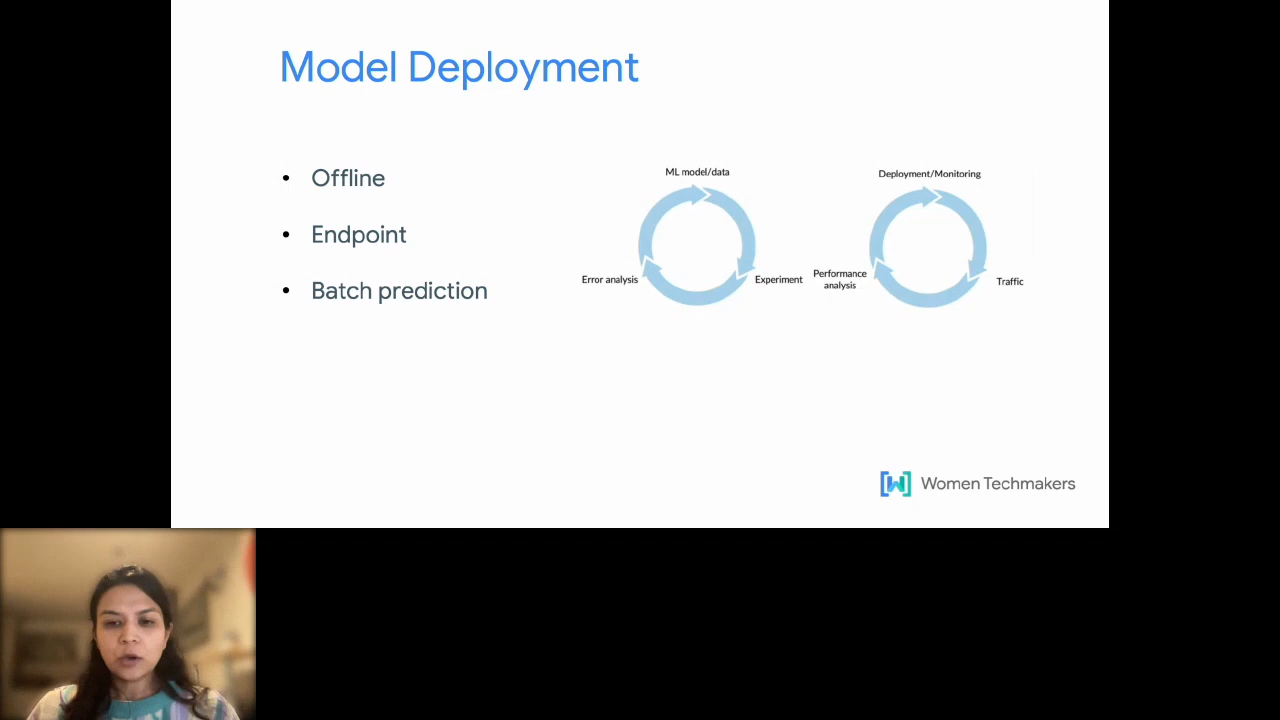 Model Deployment
• Offline
• Endpoint
• Batch prediction
ML model/data
Error analysis
Experiment
Deployment/Monitoring
Performance
analysis
Traffic
Women Techmakers